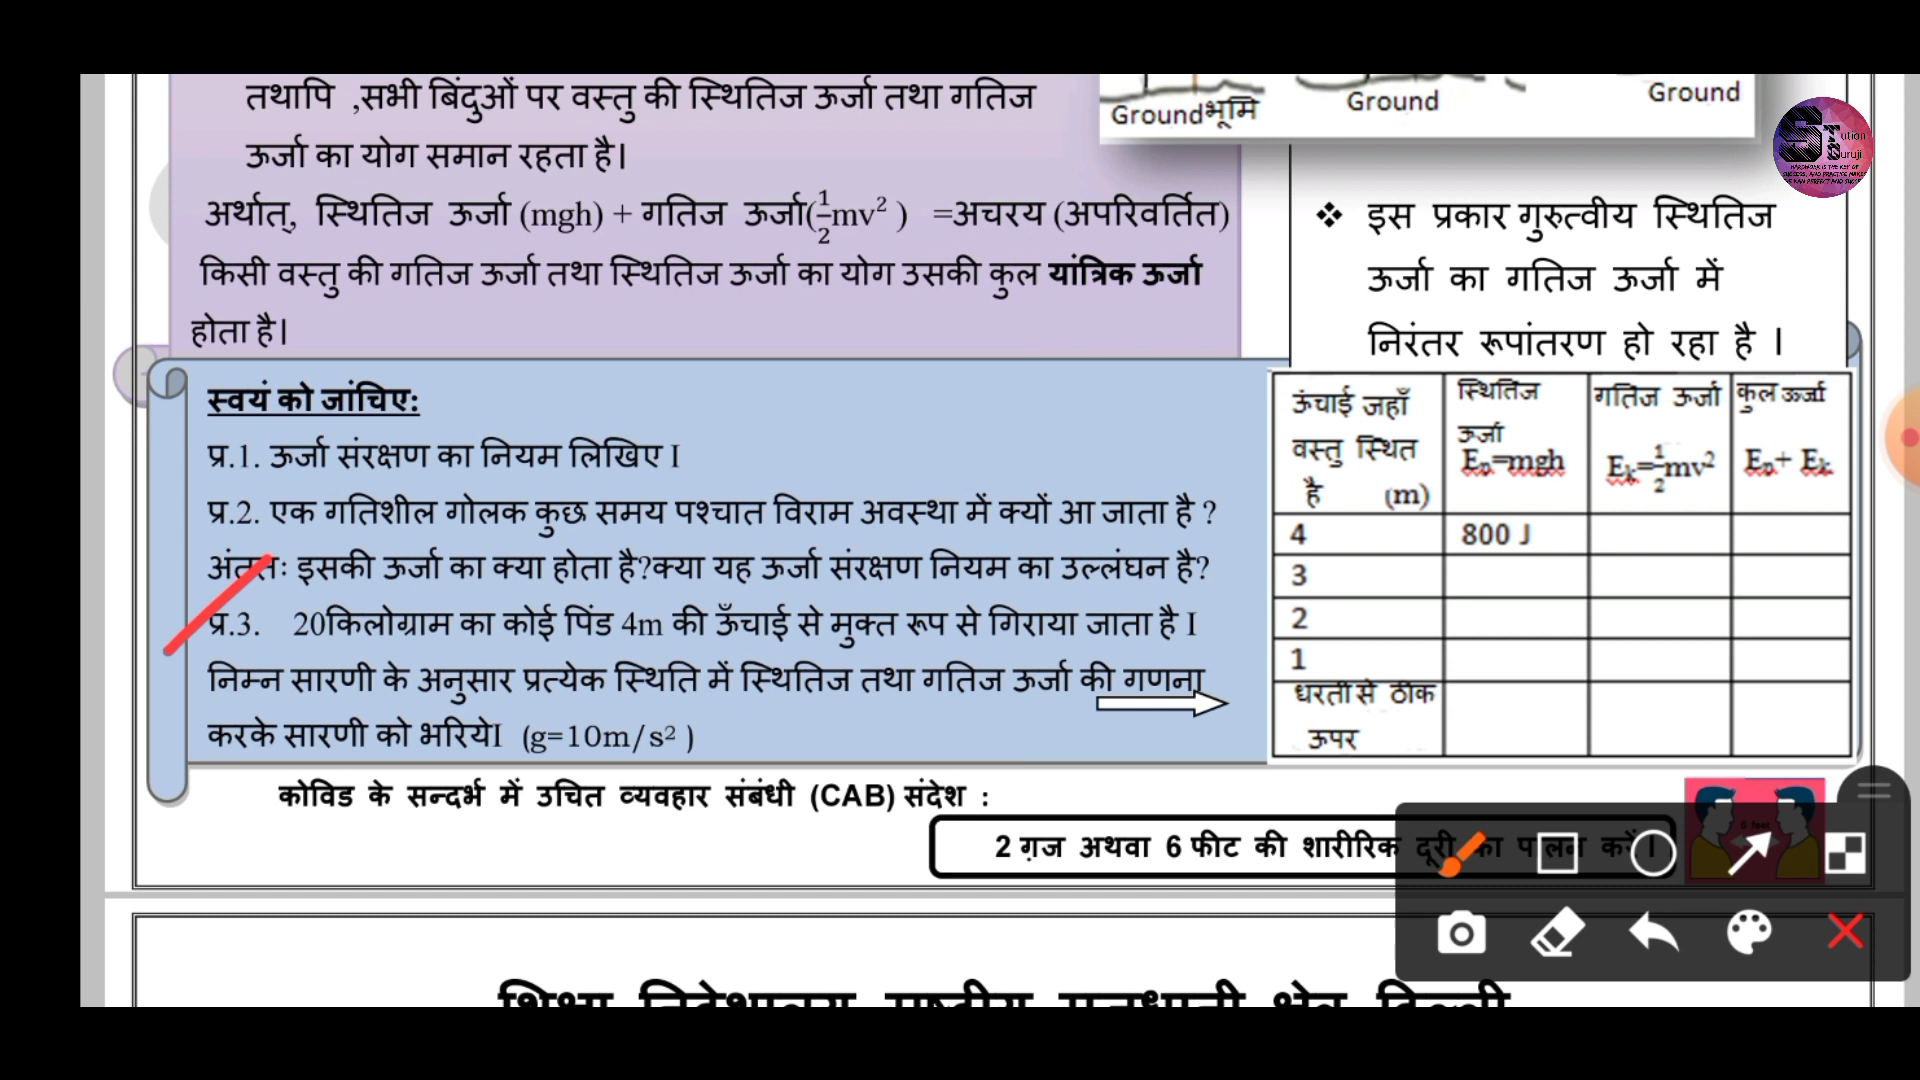 तथापि ,सभी बिंदुओं पर वस्तु की स्थितिज ऊर्जा तथा गतिज
ऊर्जा का योग समान रहता है।
अर्थात्, स्थितिज ऊर्जा (mgh) + गतिज ऊर्जा(1/2mv² ) =अचरय (अपरिवर्तित)
किसी वस्तु की गतिज ऊर्जा तथा स्थितिज ऊर्जा का योग उसकी कुल यांत्रिक ऊर्जा
होता है।
Groundभूमि
Ground
Ground
❖ इस प्रकार गुरुत्वीय स्थितिज
ऊर्जा का गतिज ऊर्जा में
निरंतर रूपांतरण हो रहा है ।
स्वयं को जांचिए:
प्र.1. ऊर्जा संरक्षण का नियम लिखिए I
प्र.2. एक गतिशील गोलक कुछ समय पश्चात विराम अवस्था में क्यों आ जाता है ?
अंततः इसकी ऊर्जा का क्या होता है?क्या यह ऊर्जा संरक्षण नियम का उल्लंघन है?
प्र.3. 20किलोग्राम का कोई पिंड 4m की ऊँचाई से मुक्त रूप से गिराया जाता है I
निम्न सारणी के अनुसार प्रत्येक स्थिति में स्थितिज तथा गतिज ऊर्जा की गणना
करके सारणी को भरियेI (g=10m/s² )
ऊंचाई जहाँ वस्तु स्थित है (m)
स्थितिज ऊर्जा Ep=mgh
गतिज ऊर्जा Ek=1/2mv²
कुल ऊर्जा Ep+ Ek
4 800 J
3
2
1
धरती से ठीक
ऊपर
कोविड के सन्दर्भ में उचित व्यवहार संबंधी (CAB) संदेश :
2 ग़ज अथवा 6 फीट की शारीरिक दूरी का पालन करें।